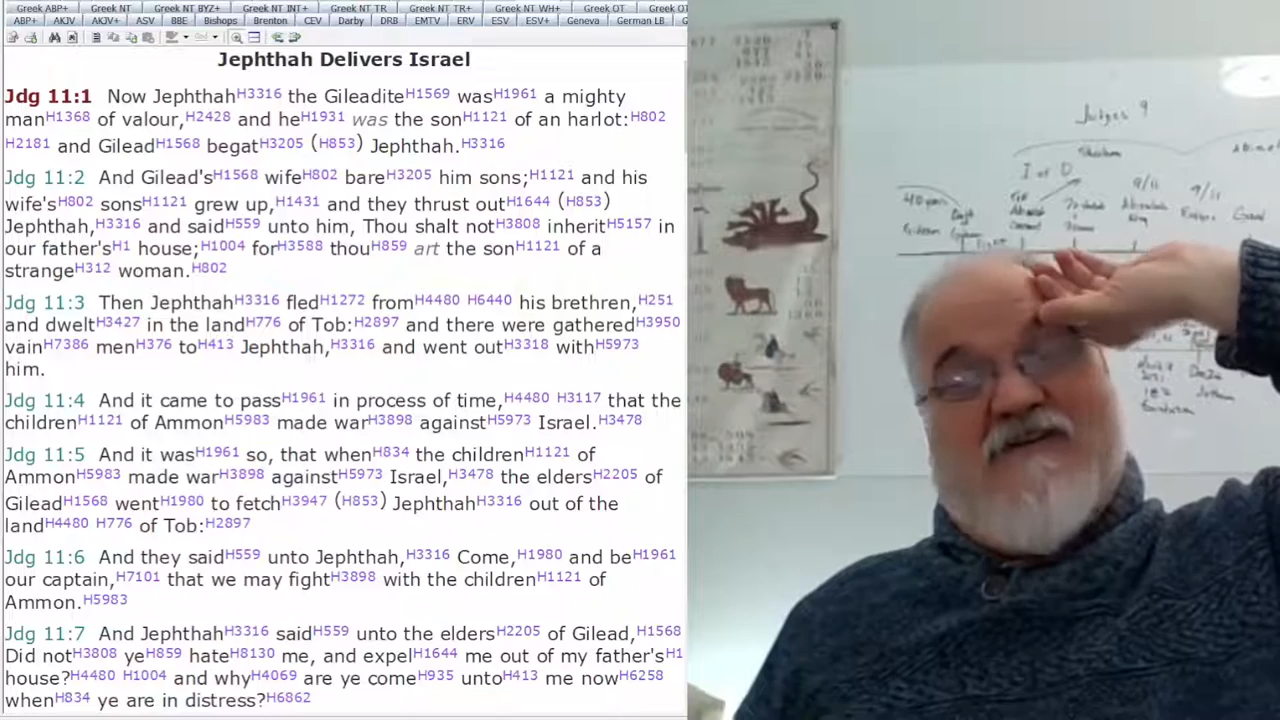 Greek ABP+ Greek NT Greek NT BYZ+ Greek NT INT+ Greek NT TR Greek NT TR+ Greek NT WH+ Greek OT Greek OT
ABP+ AKJV AKJV+ ASV BBE Bishops Brenton CEV Darby DRB EMTV ERV ESV ESV+ Geneva German LB
Jephthah Delivers Israel
Jdg 11:1 Now JephthahH3316 the GileaditeH1569 wasH1961 a mighty
manH1368 of valour,H2428 and heH1931 was the sonH1121 of an harlot:H802
H2181 and GileadH1568 begatH3205 (H853) Jephthah.H3316
Jdg 11:2 And Gilead'sH1568 wifeH802 bareH3205 him sons;H1121 and his
wife'sH802 sonsH1121 grew up,H1431 and they thrust outH1644 (H853)
Jephthah,H3316 and saidH559 unto him, Thou shalt notH3808 inheritH5157 in
our father'sH1 house;H1004 forH3588 thouH859 art the sonH1121 of a
strangeH312 woman.H802
Jdg 11:3 Then JephthahH3316 fledH1272 fromH4480 H6440 his brethren,H251
and dweltH3427 in the landH776 of Tob:H2897 and there were gatheredH3950
vainH7386 menH376 toH413 Jephthah,H3316 and went outH3318 withH5973
him.
Jdg 11:4 And it came to passH1961 in process of time,H4480 H3117 that the
childrenH1121 of AmmonH5983 made warH3898 againstH5973 Israel.H3478
Jdg 11:5 And it wasH1961 so, that whenH834 the childrenH1121 of
AmmonH5983 made warH3898 againstH5973 Israel,H3478 the eldersH2205 of
GileadH1568 wentH1980 to fetchH3947 (H853) JephthahH3316 out of the
landH4480 H776 of Tob:H2897
Jdg 11:6 And they saidH559 unto Jephthah,H3316 Come,H1980 and beH1961
our captain,H7101 that we may fightH3898 with the childrenH1121 of
Ammon.H5983
Jdg 11:7 And JephthahH3316 saidH559 unto the eldersH2205 of Gilead,H1568
Did notH3808 yeH859 hateH8130 me, and expelH1644 me out of my father'sH1
house?H4480 H1004 and whyH4069 are ye comeH935 untoH413 me nowH6258
whenH834 ye are in distress?H6862
Judges 9
Shechem
I of D
9/11
9/11
40 years
Gideon